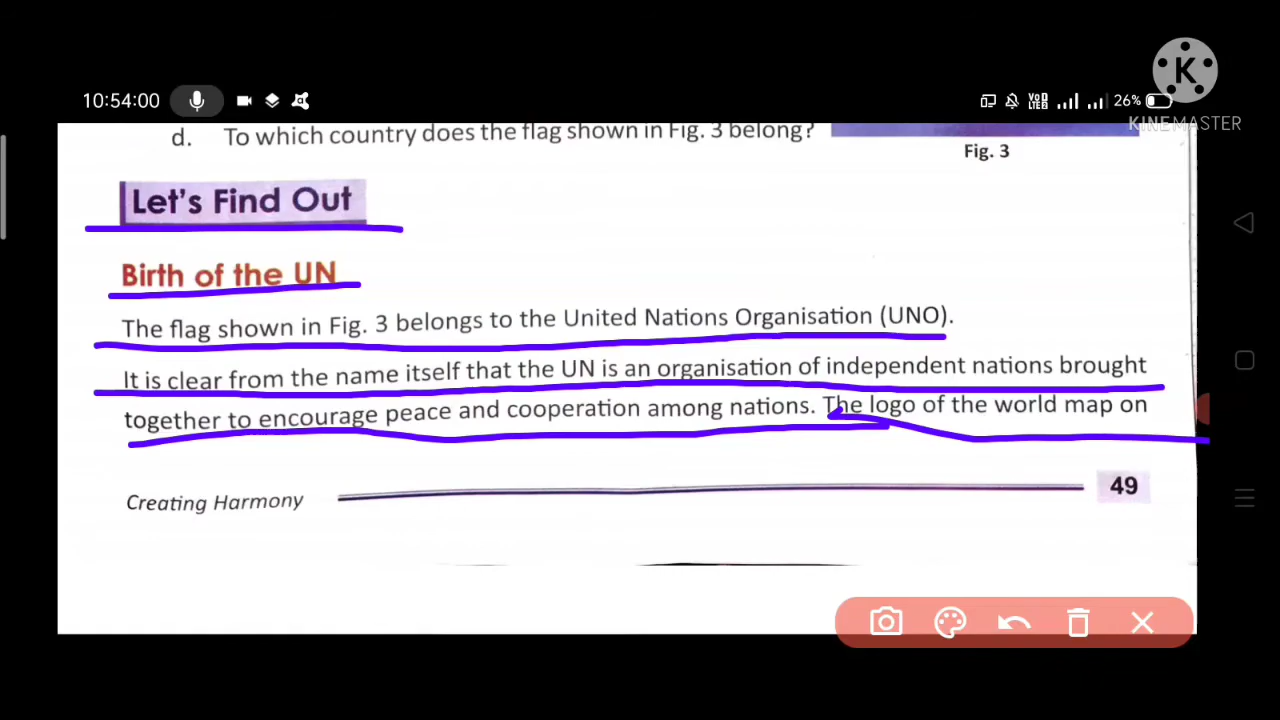 10:54:00
VoD LTE 26%
K
KINEMASTER
d. To which country does the flag shown in Fig. 3 belong?
Fig. 3
Let's Find Out
Birth of the UN
The flag shown in Fig. 3 belongs to the United Nations Organisation (UNO).
It is clear from the name itself that the UN is an organisation of independent nations brought
together to encourage peace and cooperation among nations. The logo of the world map on
Creating Harmony 49